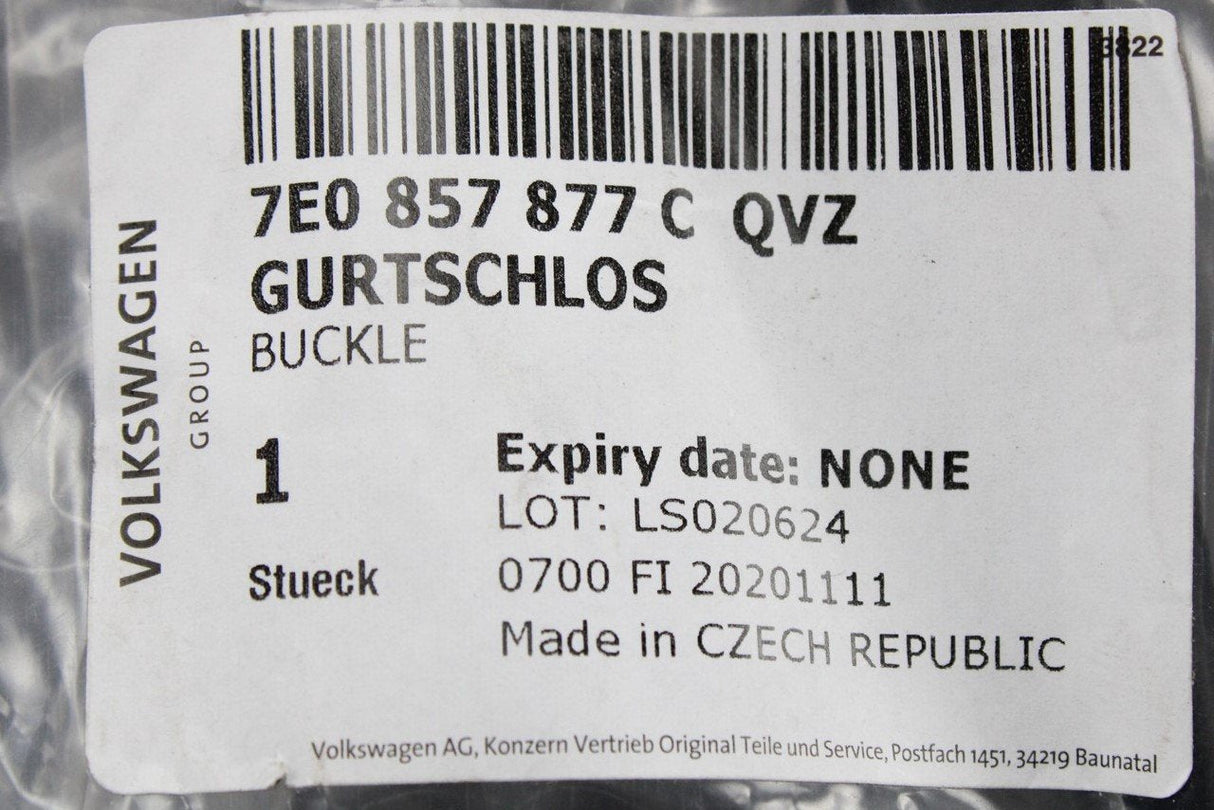 3822
7E0 857 877 C QVZ
GURTSCHLOS
BUCKLE
VOLKSWAGEN
GROUP
1
Stueck
Expiry date: NONE
LOT: LS020624
0700 FI 20201111
Made in CZECH REPUBLIC
Volkswagen AG, Konzern Vertrieb Original Teile und Service, Postfach 1451, 34219 Baunatal